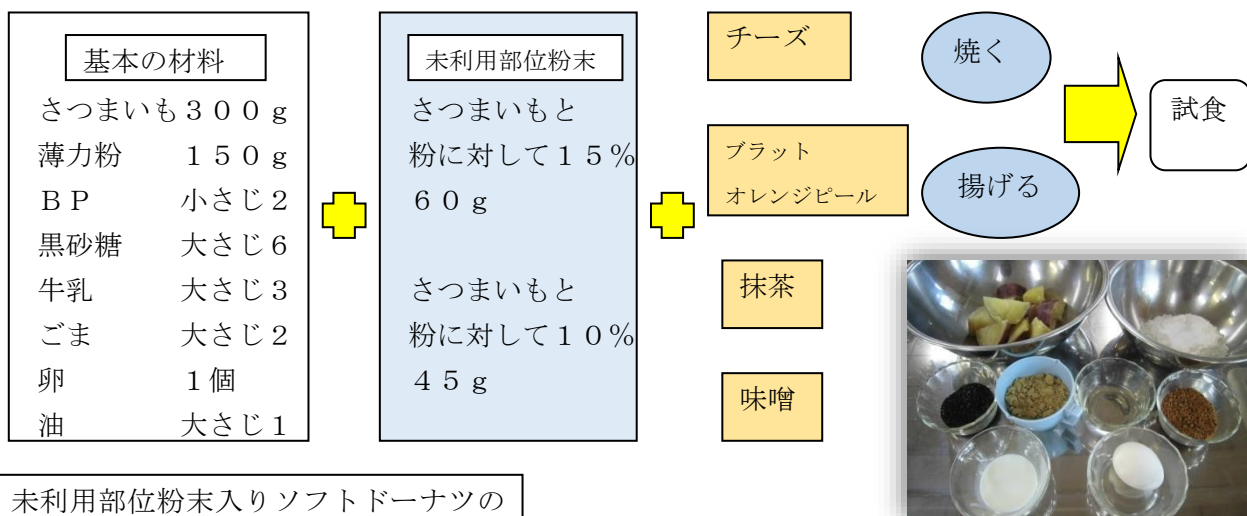 基本の材料
さつまいも３００ｇ
薄力粉　　１５０ｇ
ＢＰ　　　小さじ２
黒砂糖　　大さじ６
牛乳　　　大さじ３
ごま　　　大さじ２
卵　　　　１個
油　　　　大さじ１
未利用部位粉末
さつまいもと
粉に対して１５％
６０ｇ
さつまいもと
粉に対して１０％
４５ｇ
チーズ
ブラット
オレンジピール
抹茶
味噌
焼く
揚げる
試食
未利用部位粉末入りソフトドーナツの